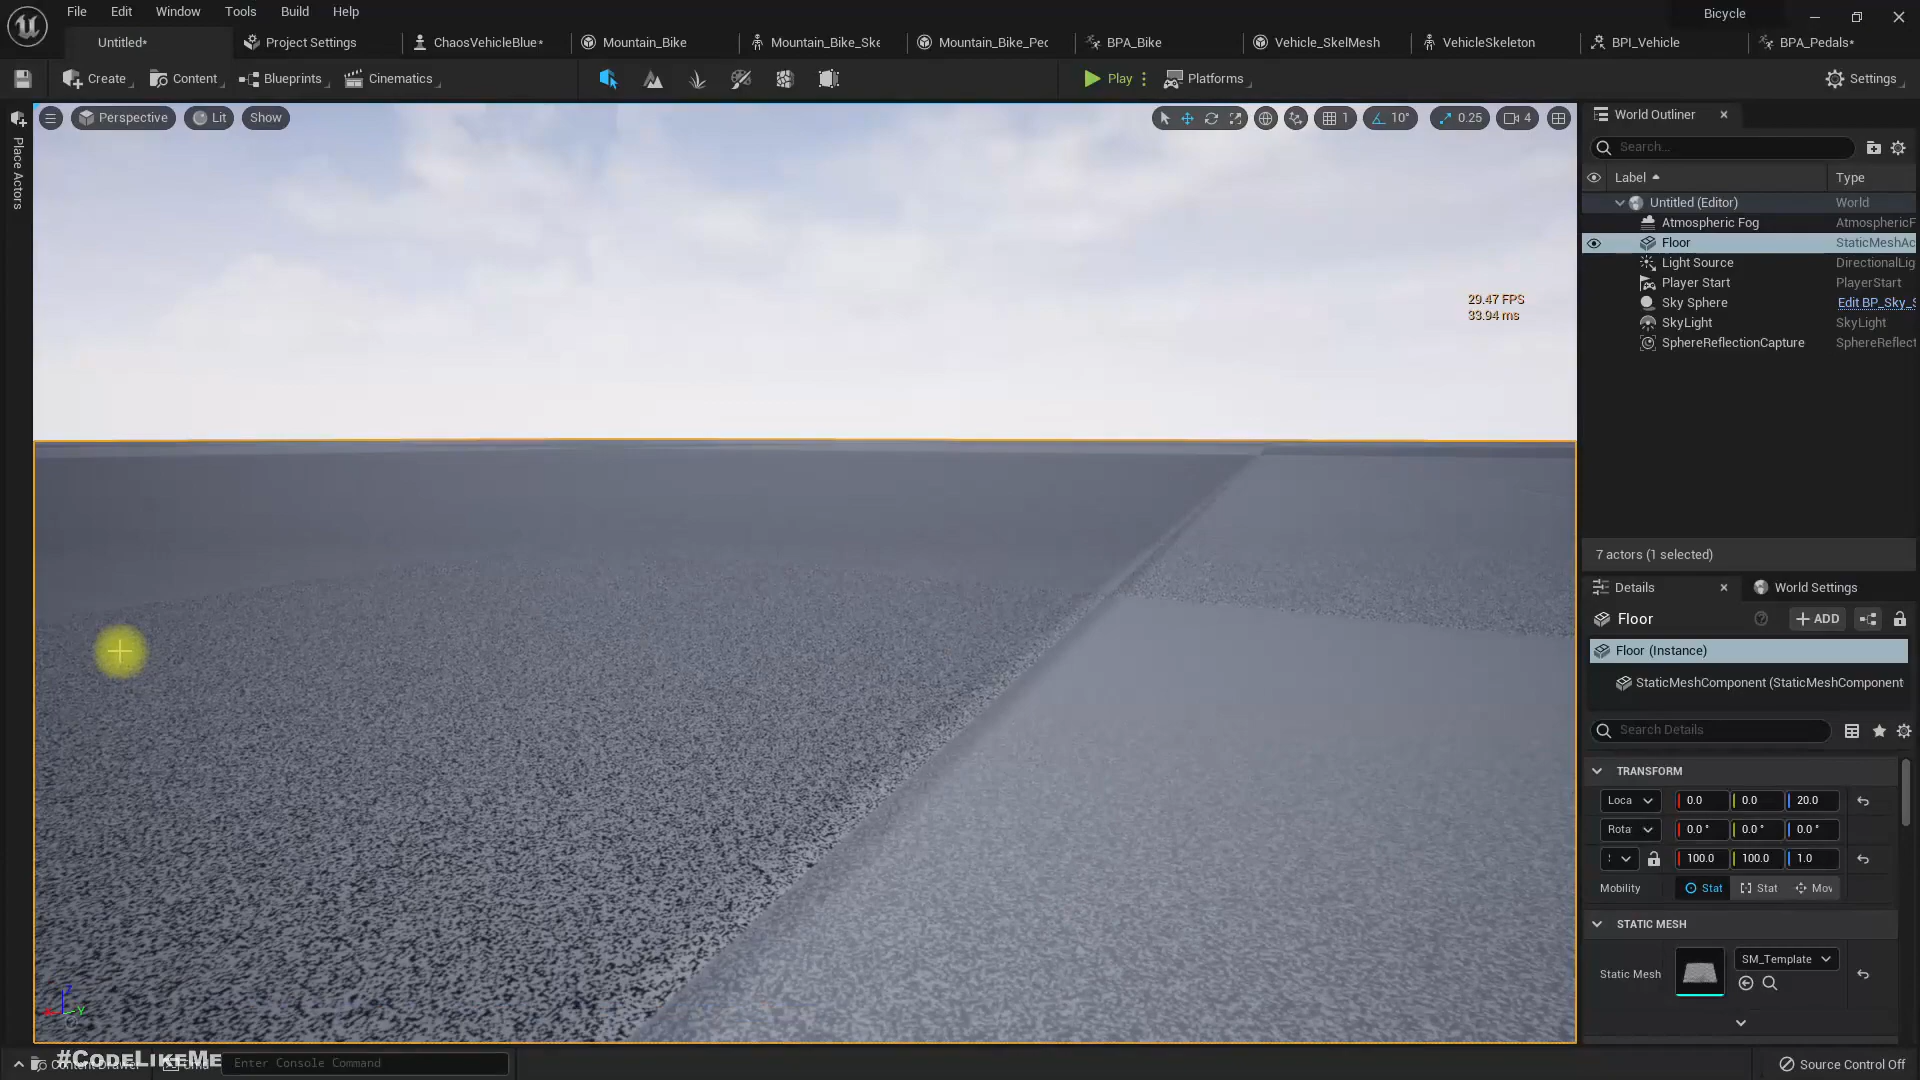 File Edit Window Tools Build Help
Bicycle
Untitled*
Project Settings
ChaosVehicleBlue*
Mountain_Bike
Mountain_Bike_Ske
Mountain_Bike_Pec
BPA_Bike
Vehicle_SkelMesh
VehicleSkeleton
BPI_Vehicle
BPA_Pedals*
Create
Content
Blueprints
Cinematics
Play
Platforms
Settings
Place Actors
Perspective
Lit
Show
1
10°
0.25
4
29.47 FPS
33.94 ms
World Outliner
Search...
Label Type
Untitled (Editor) World
Atmospheric Fog AtmosphericF
Floor StaticMeshAc
Light Source DirectionalLig
Player Start PlayerStart
Sky Sphere Edit BP_Sky_S
SkyLight SkyLight
SphereReflectionCapture SphereReflect
7 actors (1 selected)
Details
World Settings
Floor
ADD
Floor (Instance)
StaticMeshComponent (StaticMeshComponent
Search Details
TRANSFORM
Loca 0.0 0.0 20.0
Rota 0.0° 0.0° 0.0°
100.0 100.0 1.0
Mobility Stat Stat Mov
STATIC MESH
Static Mesh
SM_Template
X Z Y
#CodeLikeMe
Content Drawer
Cmd
Enter Console Command
Source Control Off